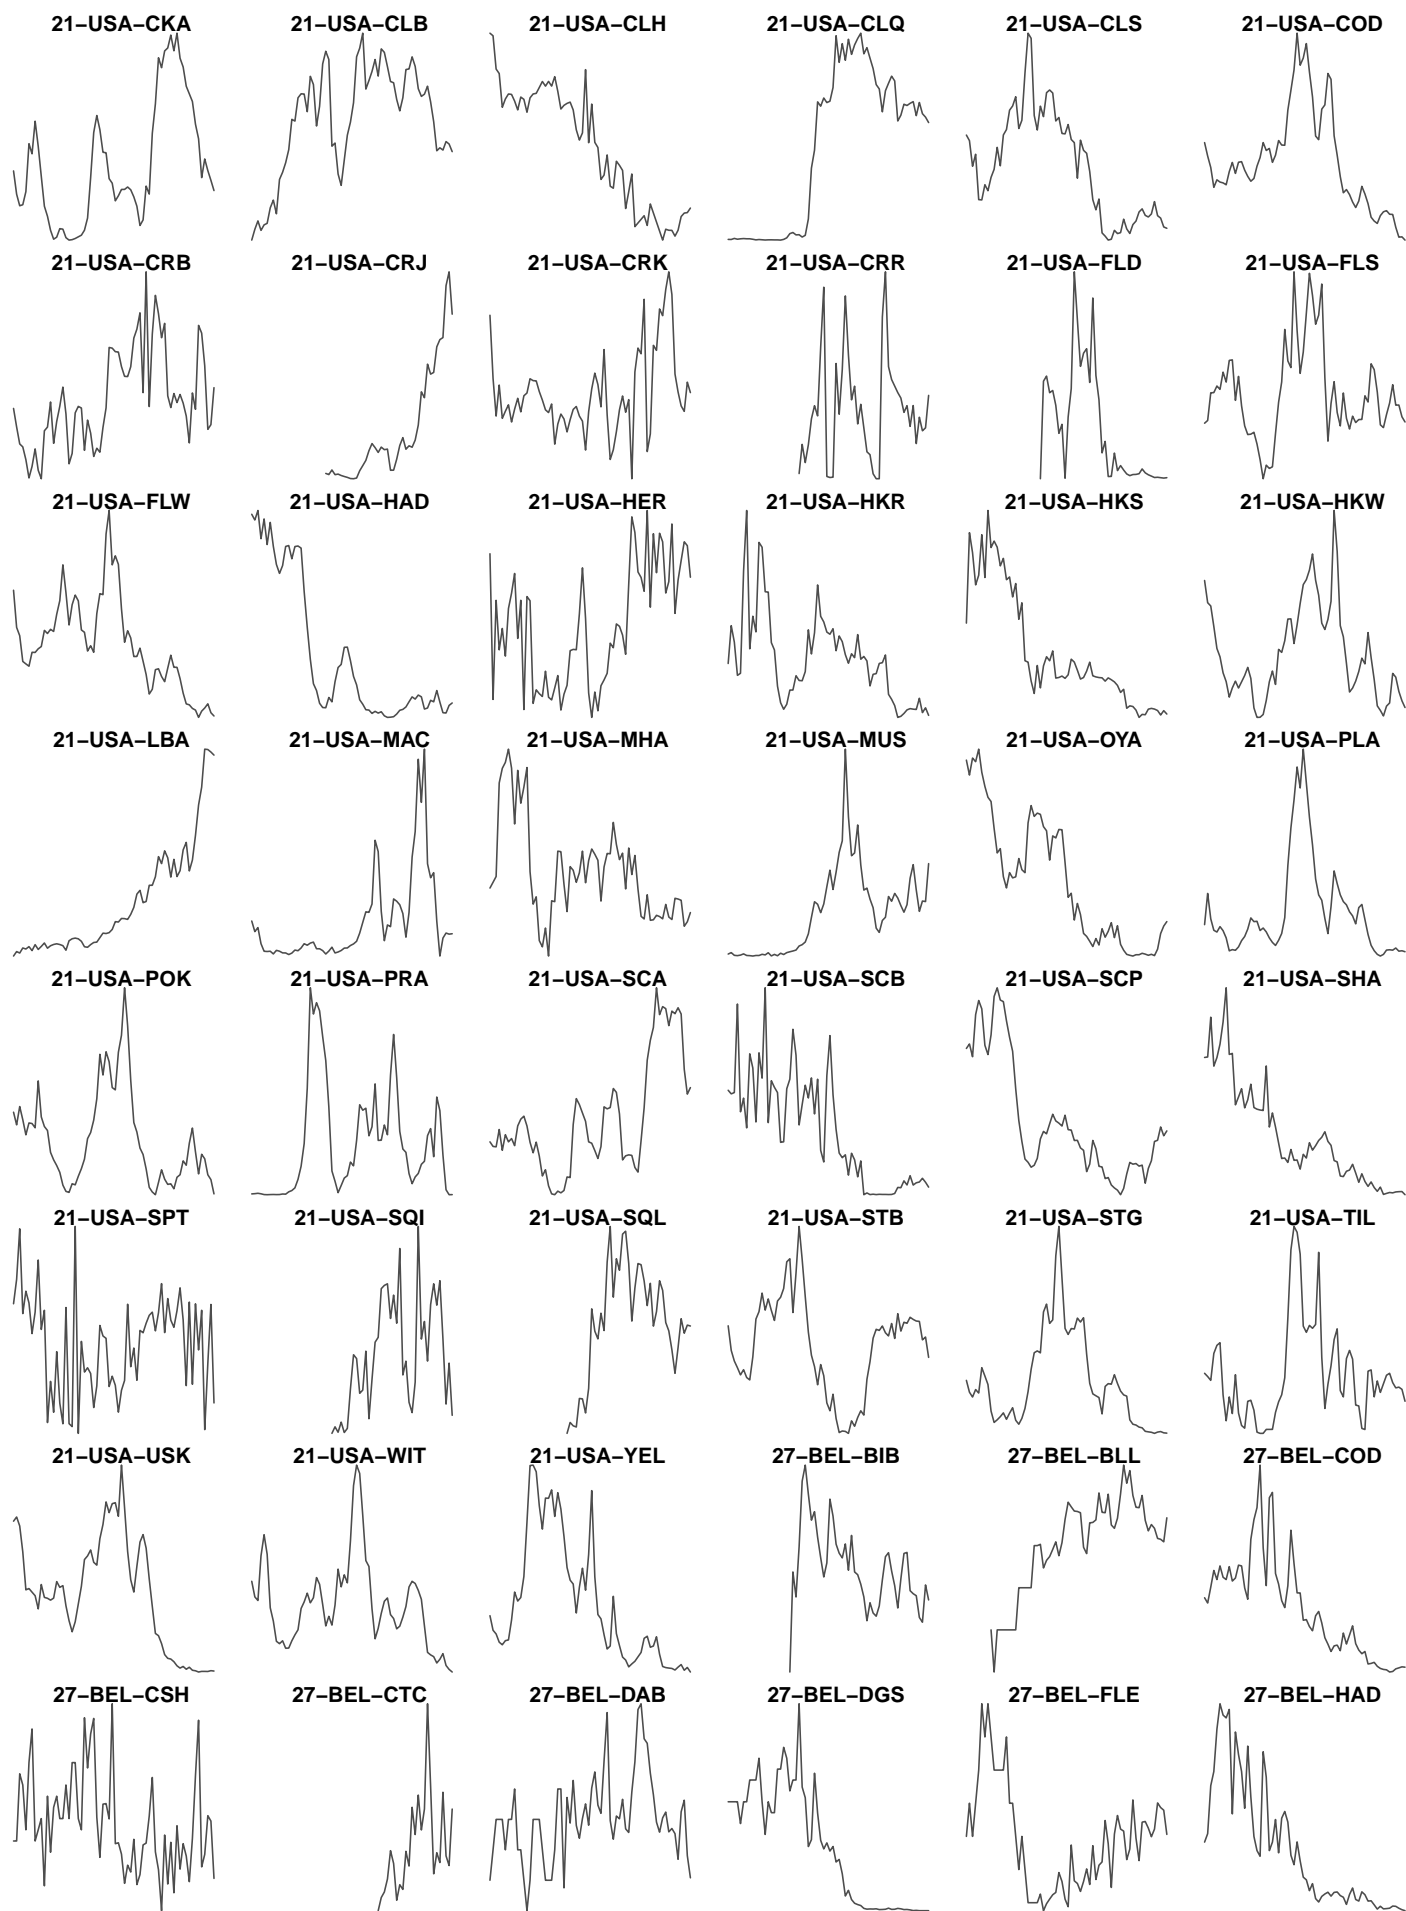 21−USA−CKA 21−USA−CLB 21−USA−CLH 21−USA−CLQ 21−USA−CLS 21−USA−COD
21−USA−CRB 21−USA−CRJ 21−USA−CRK 21−USA−CRR 21−USA−FLD 21−USA−FLS
21−USA−FLW 21−USA−HAD 21−USA−HER 21−USA−HKR 21−USA−HKS 21−USA−HKW
21−USA−LBA 21−USA−MAC 21−USA−MHA 21−USA−MUS 21−USA−OYA 21−USA−PLA
21−USA−POK 21−USA−PRA 21−USA−SCA 21−USA−SCB 21−USA−SCP 21−USA−SHA
21−USA−SPT 21−USA−SQI 21−USA−SQL 21−USA−STB 21−USA−STG 21−USA−TIL
21−USA−USK 21−USA−WIT 21−USA−YEL 27−BEL−BIB 27−BEL−BLL 27−BEL−COD
27−BEL−CSH 27−BEL−CTC 27−BEL−DAB 27−BEL−DGS 27−BEL−FLE 27−BEL−HAD